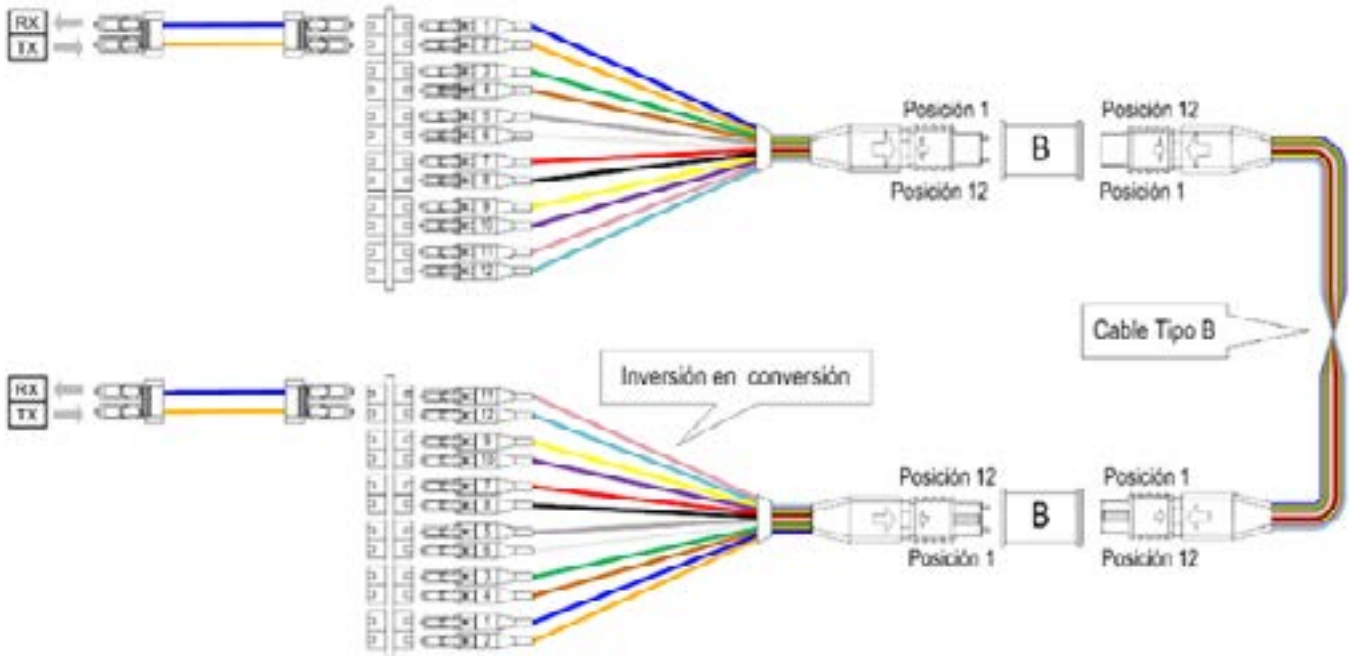 RX
TX
1
2
3
4
5
6
7
8
9
10
11
12
Posición 1
Posición 12
B
Posición 12
Posición 1
Cable Tipo B
Inversión en conversión
RX
TX
11
12
9
10
7
8
5
6
3
4
1
2
Posición 12
Posición 1
B
Posición 1
Posición 12